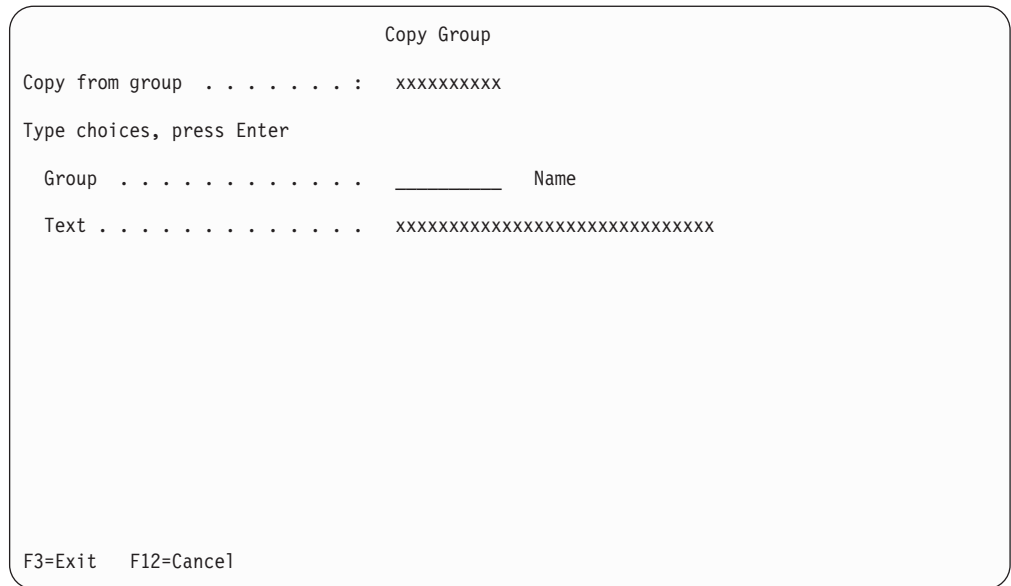 Copy Group
Copy from group . . . . . . . : xxxxxxxxxx
Type choices, press Enter
Group . . . . . . . . . . . . __________ Name
Text . . . . . . . . . . . . . xxxxxxxxxxxxxxxxxxxxxxxxxxxxxx
F3=Exit F12=Cancel